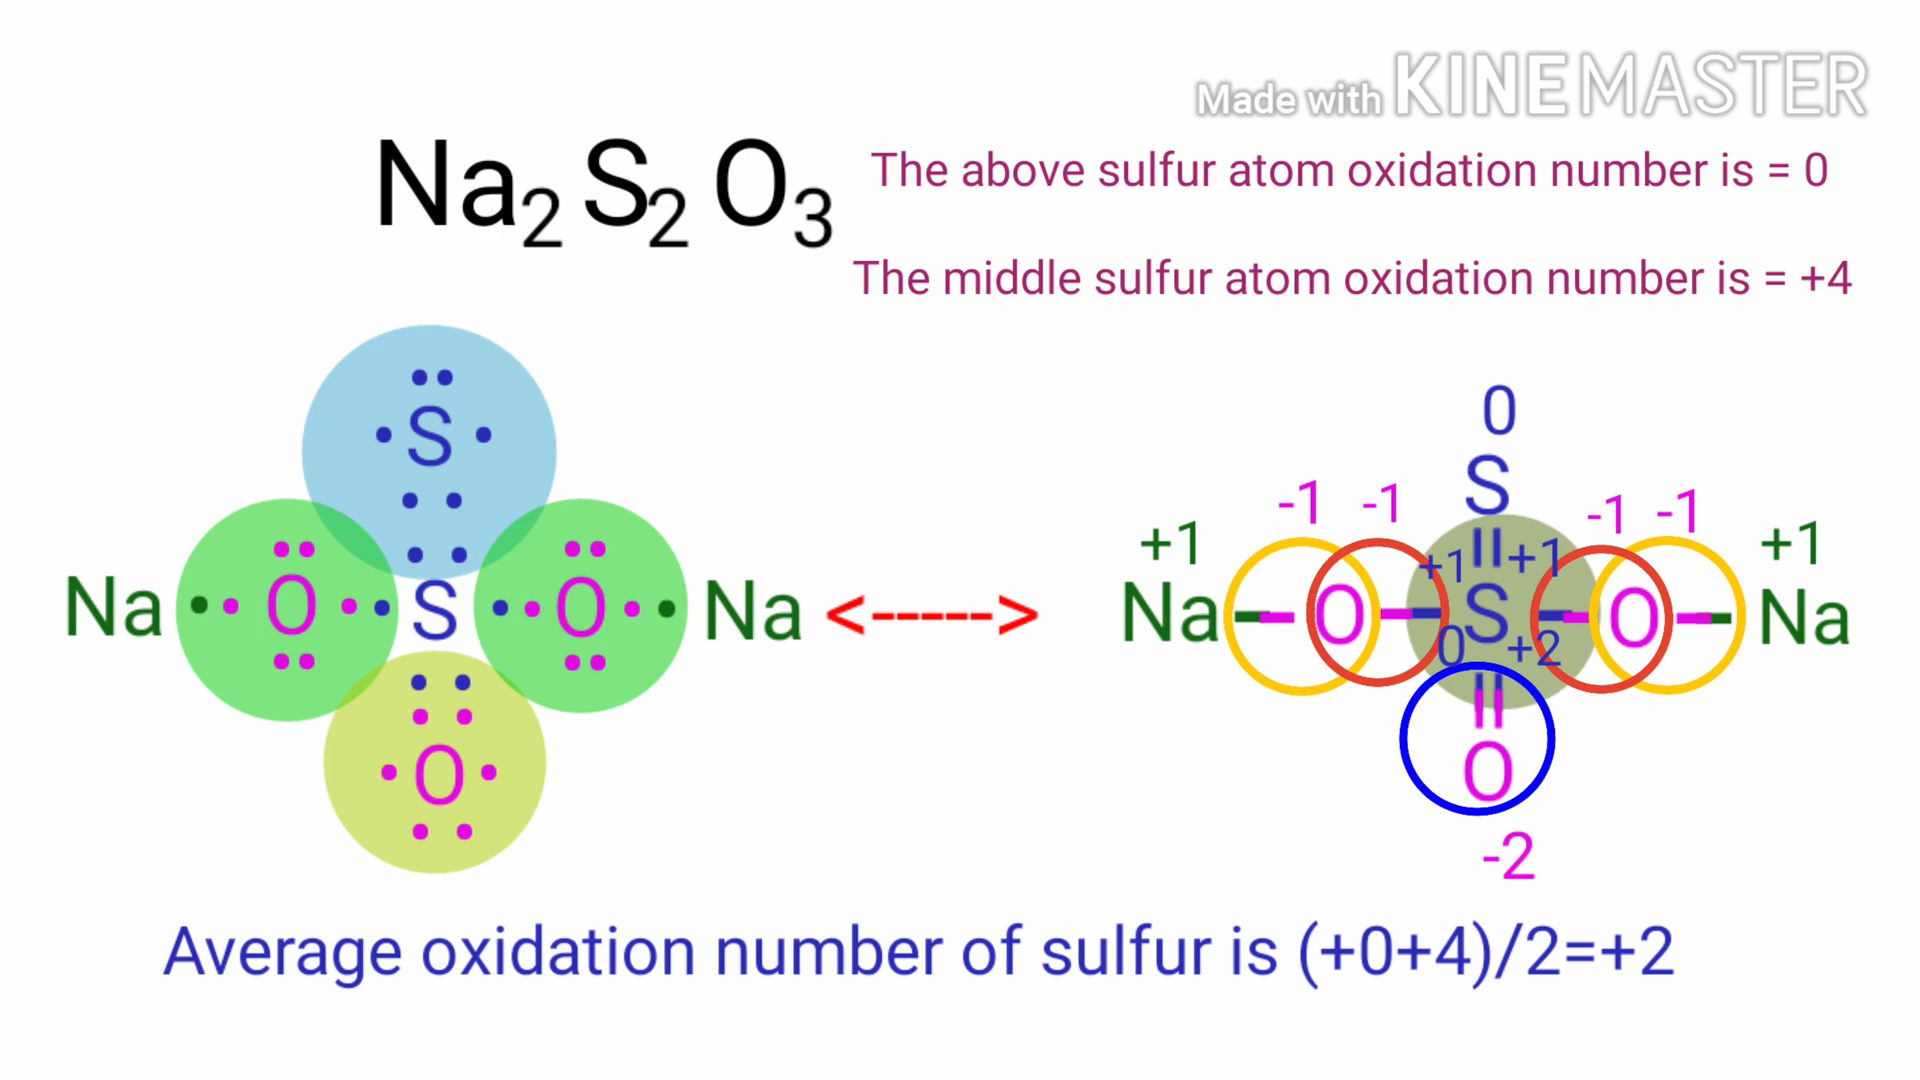 Made with KINEMASTER
Na2 S2 O3
The above sulfur atom oxidation number is = 0
The middle sulfur atom oxidation number is = +4
S
Na O S O Na
O
<----->
0
S
-1 -1 -1 -1
+1 +1 +1 +1
Na O S O Na
0 +2
O
-2
Average oxidation number of sulfur is (+0+4)/2=+2